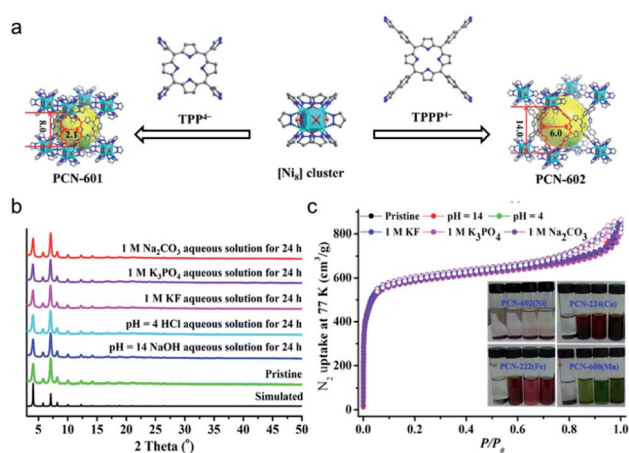 a
TPP⁴⁻
TPPP⁴⁻
8.0
2.1
14.0
6.0
PCN-601
[Ni₈] cluster
PCN-602
b
1 M Na₂CO₃ aqueous solution for 24 h
1 M K₃PO₄ aqueous solution for 24 h
1 M KF aqueous solution for 24 h
pH = 4 HCl aqueous solution for 24 h
pH = 14 NaOH aqueous solution for 24 h
Pristine
Simulated
5 10 15 20 25 30 35 40 45 50
2 Theta (°)
c
Pristine pH = 14 pH = 4
1 M KF 1 M K₃PO₄ 1 M Na₂CO₃
N₂ uptake at 77 K (cm³/g)
800
600
400
200
0
PCN-602(Ni) PCN-224(Co)
PCN-222(Fe) PCN-600(Mn)
0.0 0.2 0.4 0.6 0.8 1.0
P/P₀